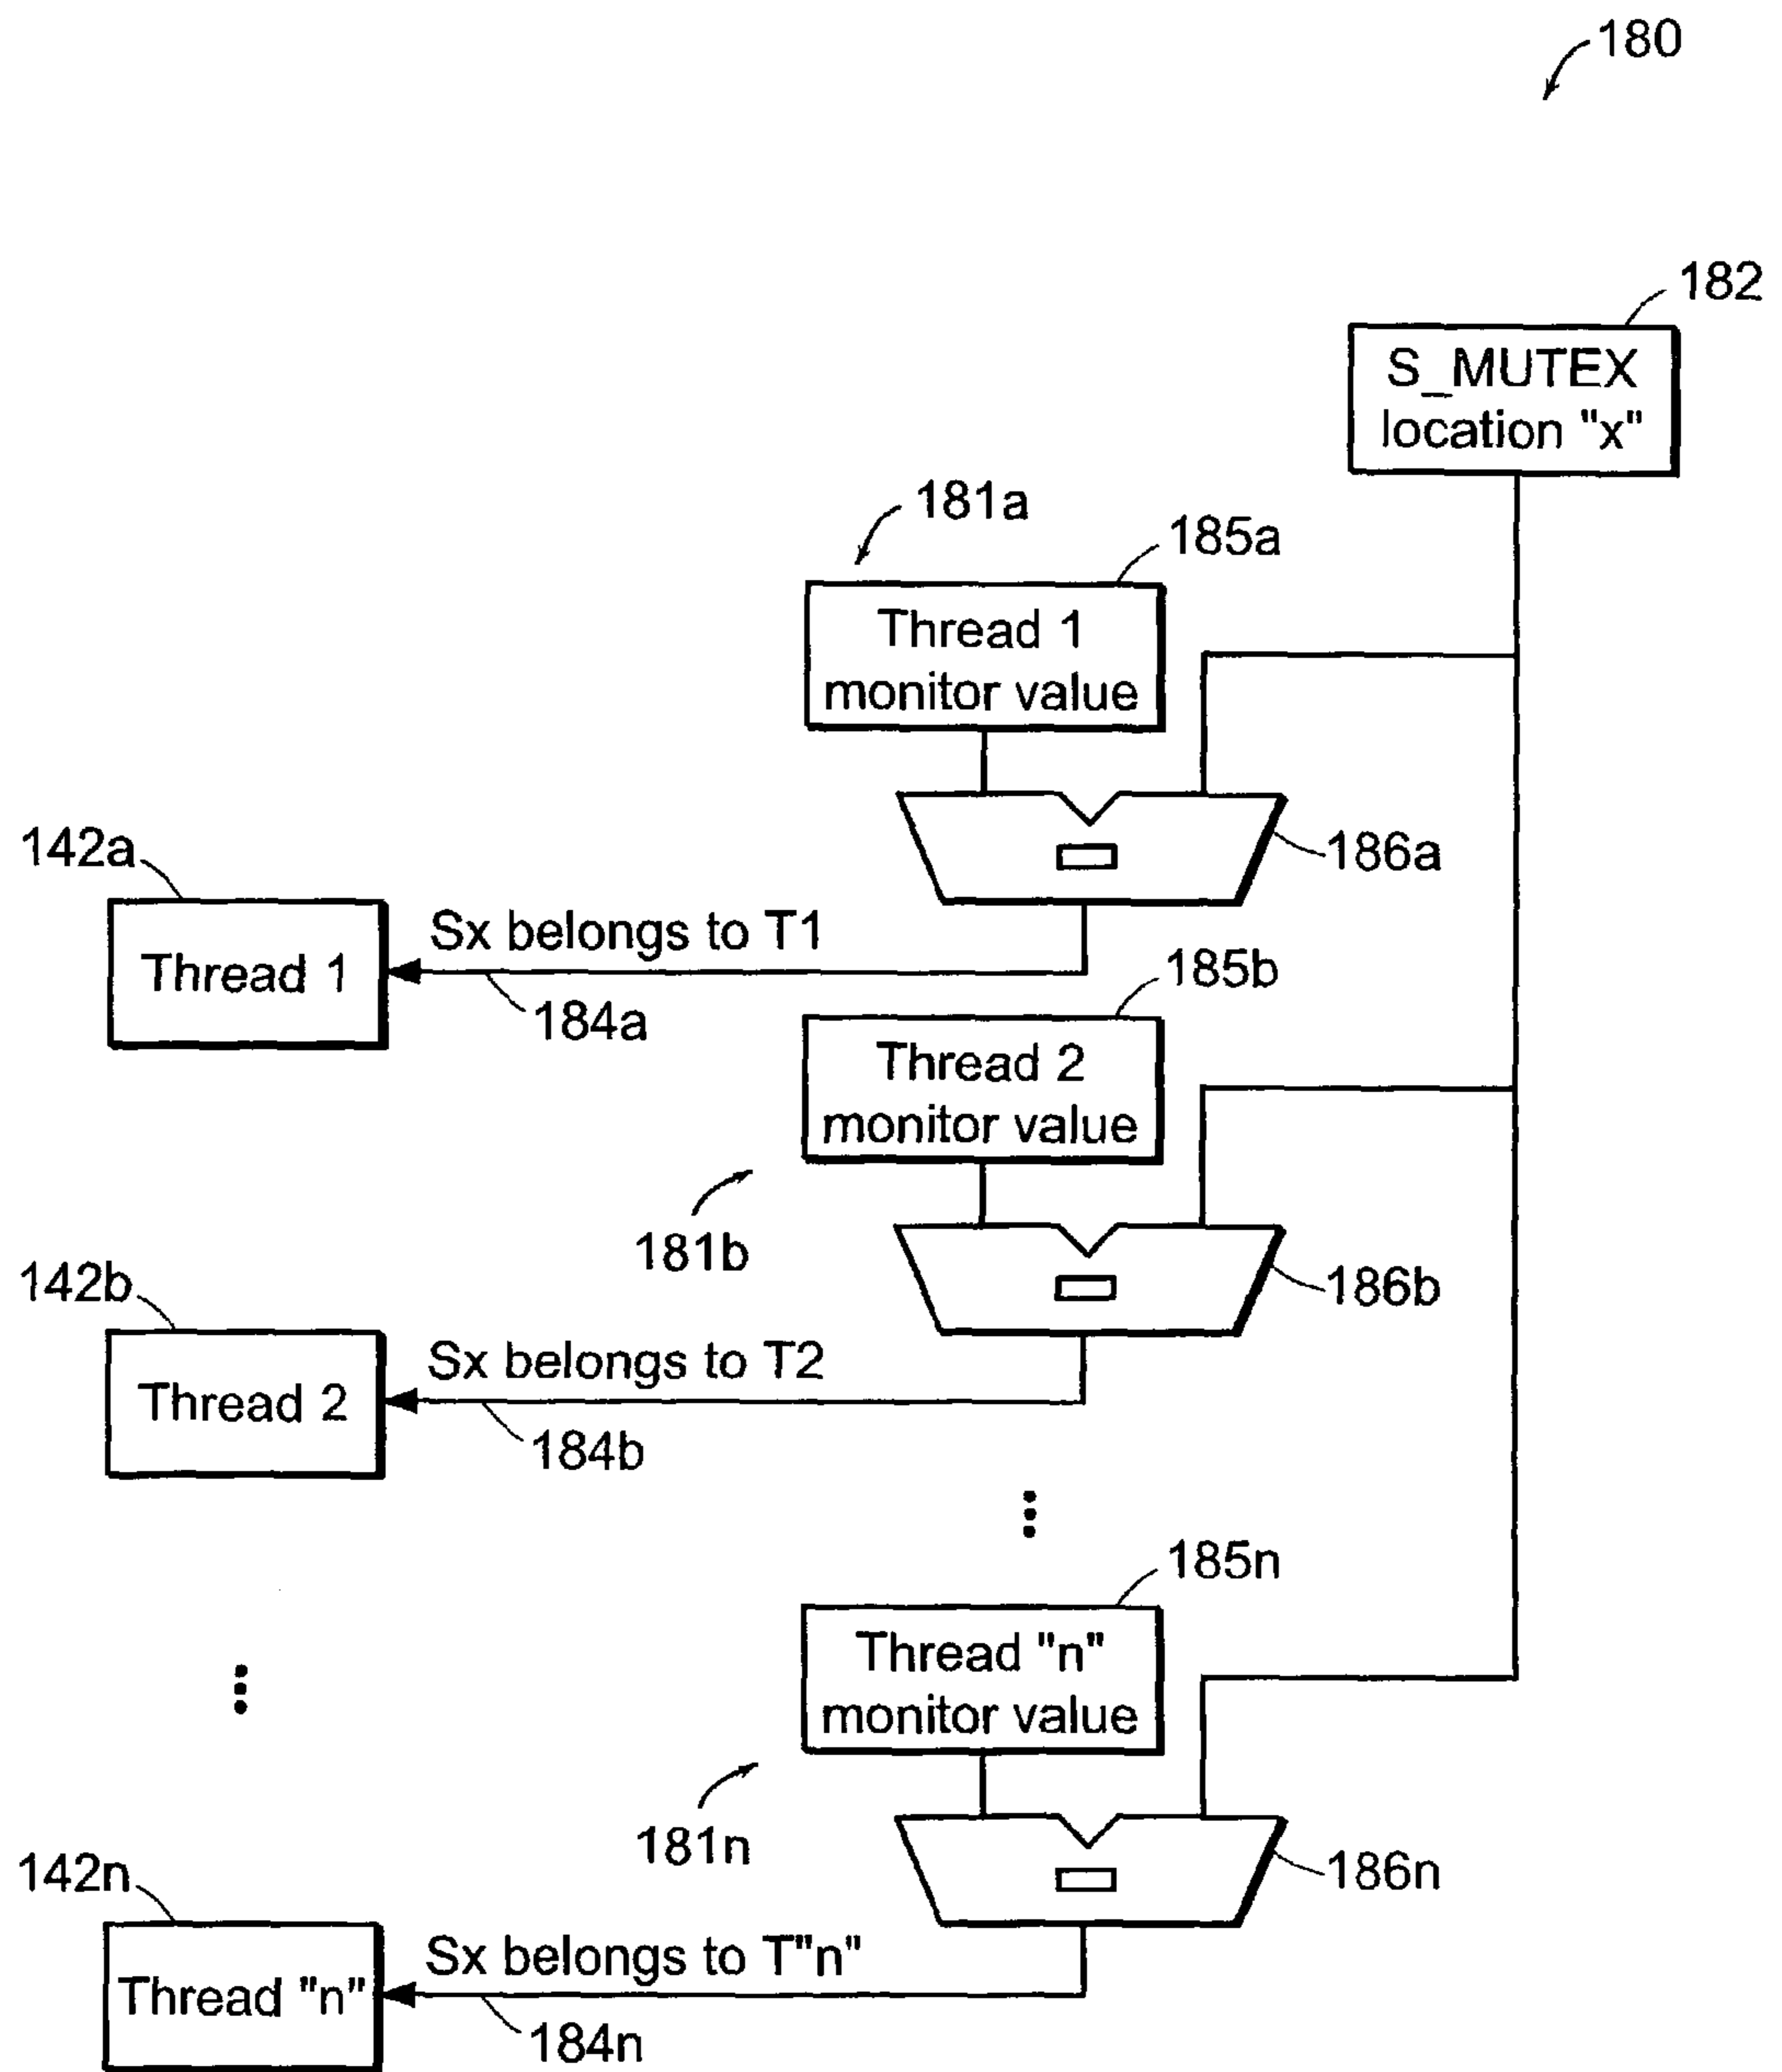 180
182
S_MUTEX
location "x"
181a
185a
Thread 1
monitor value
186a
142a
Thread 1
Sx belongs to T1
184a
185b
Thread 2
monitor value
181b
186b
142b
Thread 2
Sx belongs to T2
184b
185n
Thread "n"
monitor value
181n
186n
142n
Thread "n"
Sx belongs to T"n"
184n